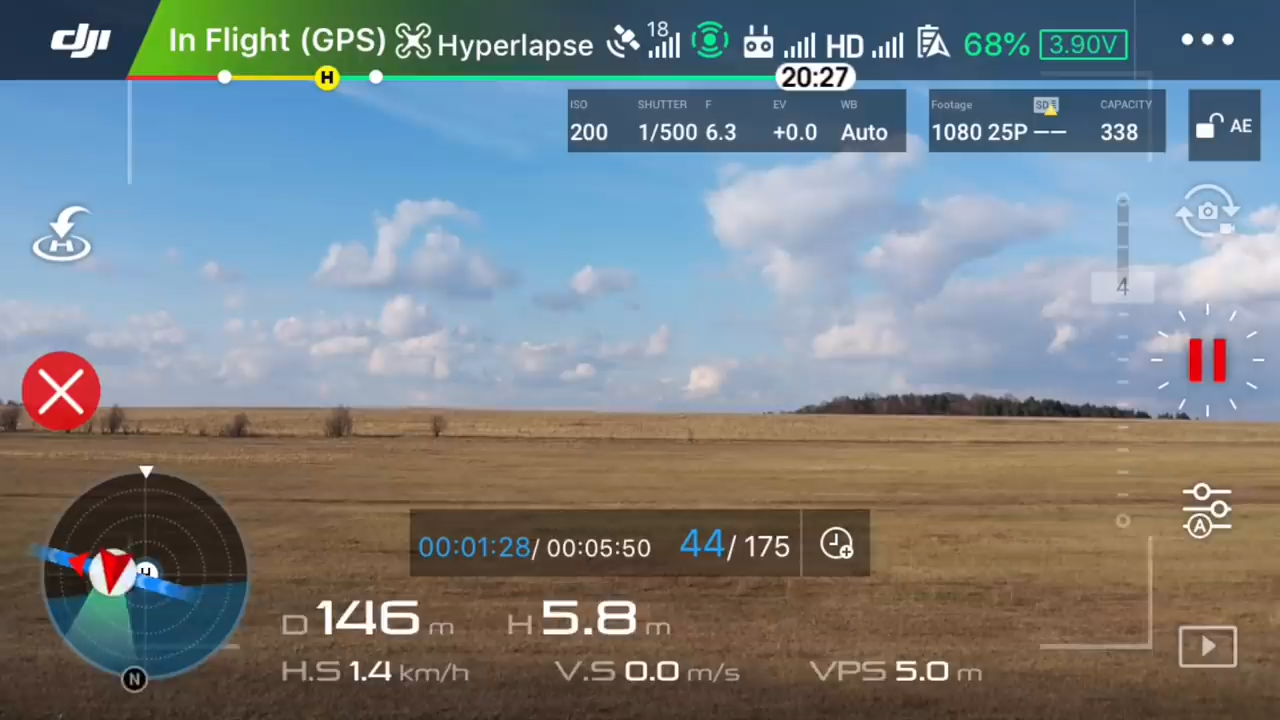 dji In Flight (GPS) Hyperlapse 18 HD 68% 3.90V
H 20:27
ISO SHUTTER F EV WB
200 1/500 6.3 +0.0 Auto
Footage SD CAPACITY
1080 25P −− 338
AE
H
4
00:01:28/ 00:05:50 44/ 175
A
H
D 146 m H 5.8 m
H.S 1.4 km/h V.S 0.0 m/s VPS 5.0 m
N